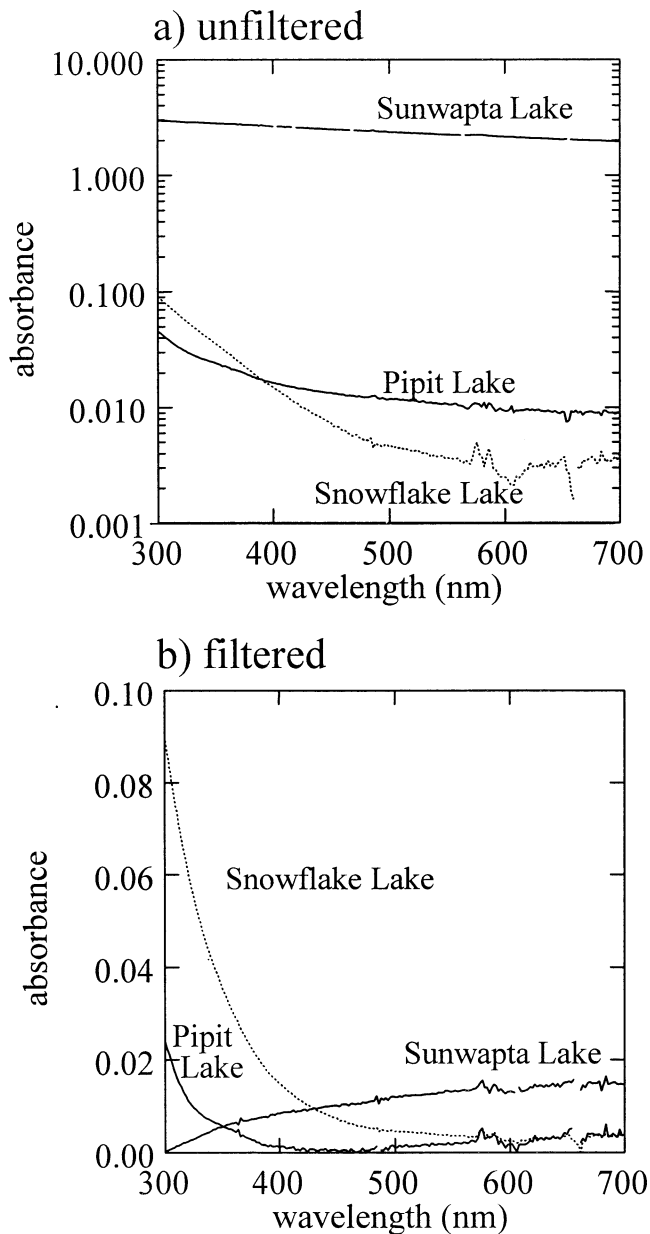 a) unfiltered
10.000
Sunwapta Lake
1.000
absorbance
0.100
Pipit Lake
0.010
Snowflake Lake
0.001
300 400 500 600 700
wavelength (nm)
b) filtered
0.10
0.08
Snowflake Lake
0.06
absorbance
0.04
Pipit
Lake
Sunwapta Lake
0.02
0.00
300 400 500 600 700
wavelength (nm)